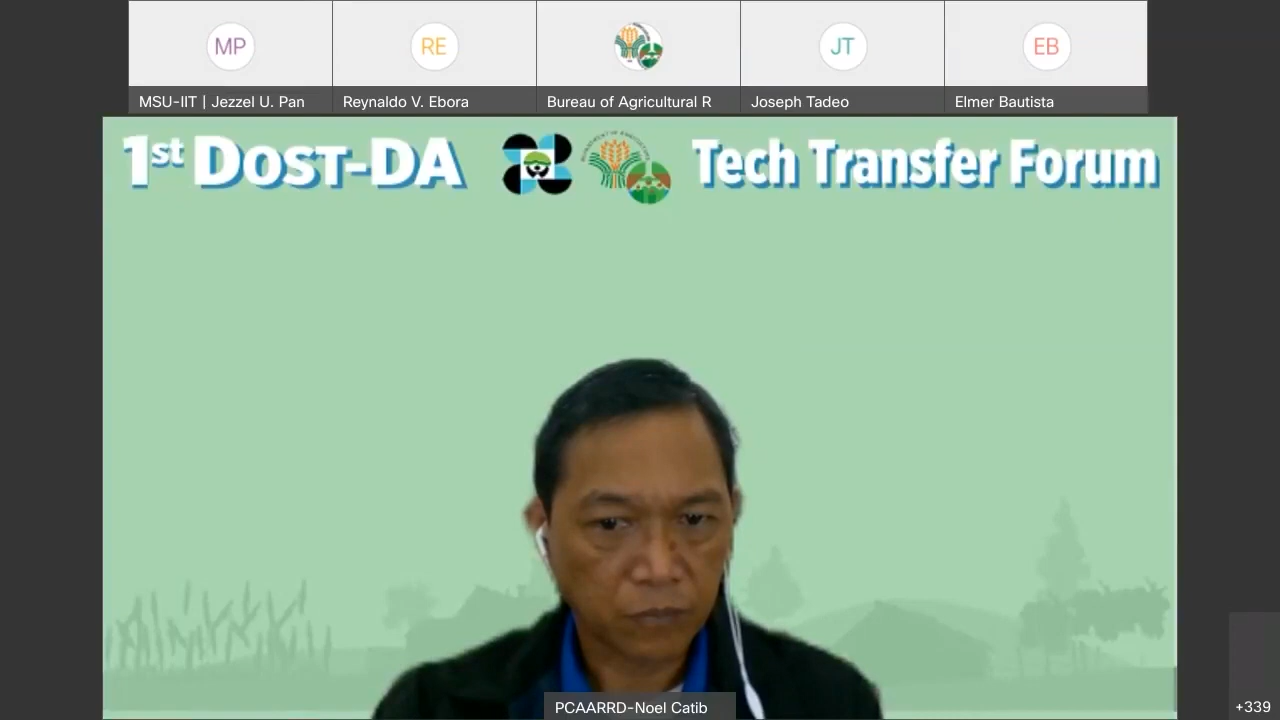 MP
RE
JT
EB
MSU-IIT | Jezzel U. Pan
Reynaldo V. Ebora
Bureau of Agricultural R
Joseph Tadeo
Elmer Bautista
1st DOST-DA
Tech Transfer Forum
PCAARRD-Noel Catib
+339